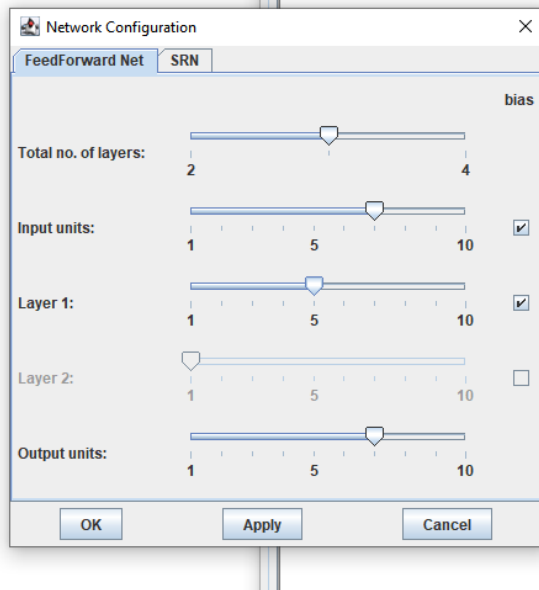 Network Configuration
FeedForward Net SRN
bias
Total no. of layers:
2 4
Input units:
1 5 10
Layer 1:
1 5 10
Layer 2:
1 5 10
Output units:
1 5 10
OK Apply Cancel